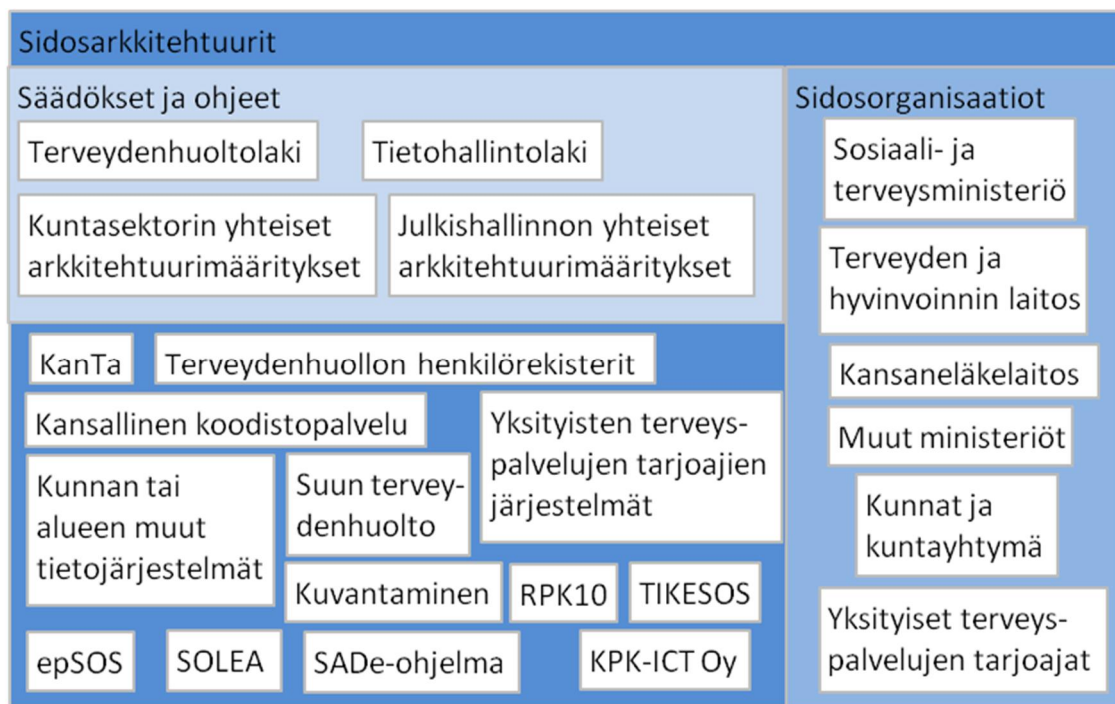 Sidosarkkitehtuurit
Säädökset ja ohjeet
Terveydenhuoltolaki
Tietohallintolaki
Kuntasektorin yhteiset
arkkitehtuurimääritykset
Julkishallinnon yhteiset
arkkitehtuurimääritykset
KanTa
Terveydenhuollon henkilörekisterit
Kansallinen koodistopalvelu
Yksityisten terveys-
palvelujen tarjoajien
järjestelmät
Kunnan tai
alueen muut
tietojärjestelmät
Suun tervey-
denhuolto
Kuvantaminen
RPK10
TIKESOS
epSOS
SOLEA
SADe-ohjelma
KPK-ICT Oy
Sidosorganisaatiot
Sosiaali- ja
terveysministeriö
Terveyden ja
hyvinvoinnin laitos
Kansaneläkelaitos
Muut ministeriöt
Kunnat ja
kuntayhtymä
Yksityiset terveys-
palvelujen tarjoajat